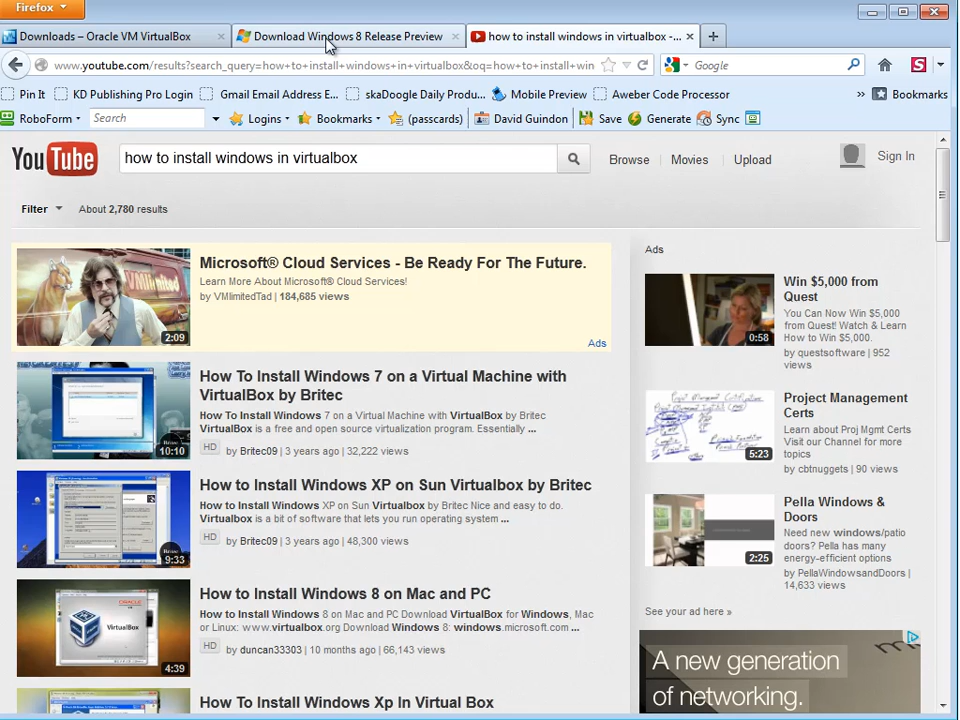 Firefox
Downloads – Oracle VM VirtualBox
Download Windows 8 Release Preview
how to install windows in virtualbox -...
www.youtube.com/results?search_query=how+to+install+windows+in+virtualbox&oq=how+to+install+win
Google
Pin It
KD Publishing Pro Login
Gmail Email Address E...
skaDoogle Daily Produ...
Mobile Preview
Aweber Code Processor
»
Bookmarks
RoboForm
Search
Logins
Bookmarks
(passcards)
David Guindon
Save
Generate
Sync
YouTube
how to install windows in virtualbox
Browse
Movies
Upload
Sign In
Filter
About 2,780 results
VMlimited
2:09
Microsoft® Cloud Services - Be Ready For The Future.
Learn More About Microsoft® Cloud Services!
by VMlimitedTad | 184,685 views
Ads
10:10
How To Install Windows 7 on a Virtual Machine with
VirtualBox by Britec
How To Install Windows 7 on a Virtual Machine with VirtualBox by Britec
VirtualBox is a free and open source virtualization program. Essentially ...
HD
by Britec09 | 3 years ago | 32,222 views
9:33
How to Install Windows XP on Sun Virtualbox by Britec
How to Install Windows XP on Sun Virtualbox by Britec Nice and easy to do.
Virtualbox is a bit of software that lets you run operating system ...
HD
by Britec09 | 3 years ago | 48,300 views
ORACLE
VirtualBox
4:39
How to Install Windows 8 on Mac and PC
How to Install Windows 8 on Mac and PC Download VirtualBox for Windows, Mac
or Linux: www.virtualbox.org Download Windows 8: windows.microsoft.com ...
HD
by duncan33303 | 10 months ago | 66,143 views
How To Install Windows Xp In Virtual Box
Ads
0:58
Win $5,000 from
Quest
You Can Now Win $5,000
from Quest! Watch & Learn
How to Win $5,000.
by questsoftware | 952
views
5:23
Project Management
Certs
Learn about Proj Mgmt Certs
Visit our Channel for more
topics
by cbtnuggets | 90 views
2:25
Pella Windows &
Doors
Need new windows/patio
doors? Pella has many
energy-efficient options
by PellaWindowsandDoors |
14,633 views
See your ad here »
A new generation
of networking.